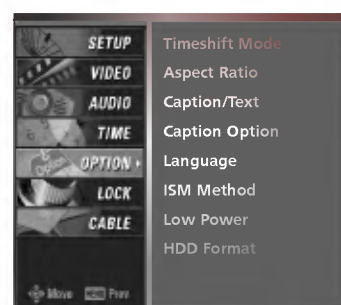 SETUP
VIDEO
AUDIO
TIME
Option OPTION
LOCK
CABLE
Move Prev
Timeshift Mode
Aspect Ratio
Caption/Text
Caption Option
Language
ISM Method
Low Power
HDD Format